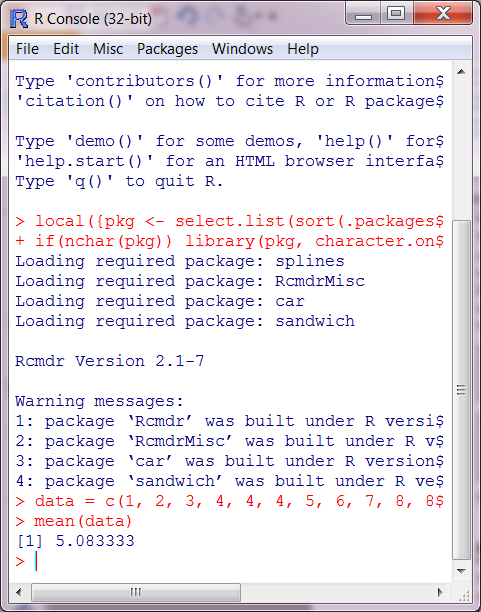 R Console (32-bit)
File Edit Misc Packages Windows Help
Type 'contributors()' for more information$
'citation()' on how to cite R or R package$
Type 'demo()' for some demos, 'help()' for$
'help.start()' for an HTML browser interfa$
Type 'q()' to quit R.
> local({pkg <- select.list(sort(.packages$
+ if(nchar(pkg)) library(pkg, character.on$
Loading required package: splines
Loading required package: RcmdrMisc
Loading required package: car
Loading required package: sandwich
Rcmdr Version 2.1-7
Warning messages:
1: package ‘Rcmdr’ was built under R versi$
2: package ‘RcmdrMisc’ was built under R v$
3: package ‘car’ was built under R version$
4: package ‘sandwich’ was built under R ve$
> data = c(1, 2, 3, 4, 4, 4, 5, 6, 7, 8, 8$
> mean(data)
[1] 5.083333
>